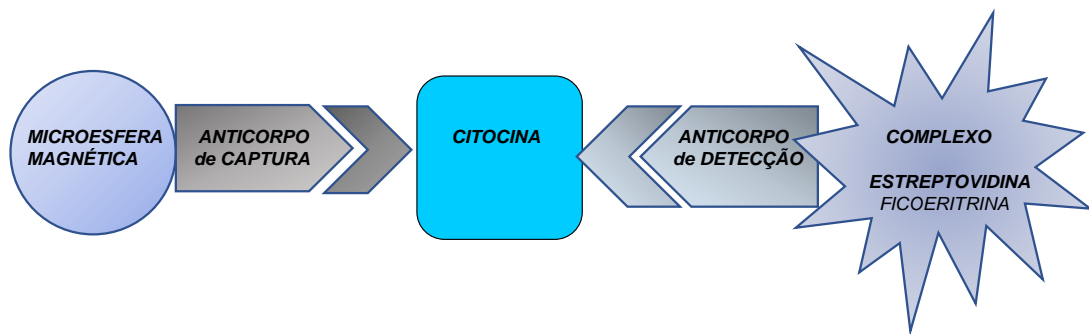 MICROESFERA
MAGNÉTICA
ANTICORPO
de CAPTURA
CITOCINA
ANTICORPO
de DETECÇÃO
COMPLEXO
ESTREPTOVIDINA
FICOERITRINA